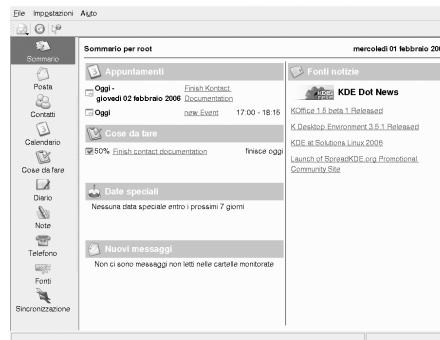 File Impostazioni Aiuto
Sommario
Posta
Contatti
Calendario
Cose da fare
Diario
Note
Telefono
Fonti
Sincronizzazione
Sommario per root
mercoledì 01 febbraio 200
Appuntamenti
Oggi - giovedì 02 febbraio 2006
Finish Kontact Documentation
Oggi new Event 17:00 - 18:15
Cose da fare
50% Finish contact documentation finisce oggi
Date speciali
Nessuna data speciale entro i prossimi 7 giorni
Nuovi messaggi
Non ci sono messaggi non letti nelle cartelle monitorate
Fonti notizie
KDE Dot News
KOffice 1.5 beta 1 Released
K Desktop Environment 3.5.1 Released
KDE at Solutions Linux 2006
Launch of SpreadKDE.org Promotional
Community Site